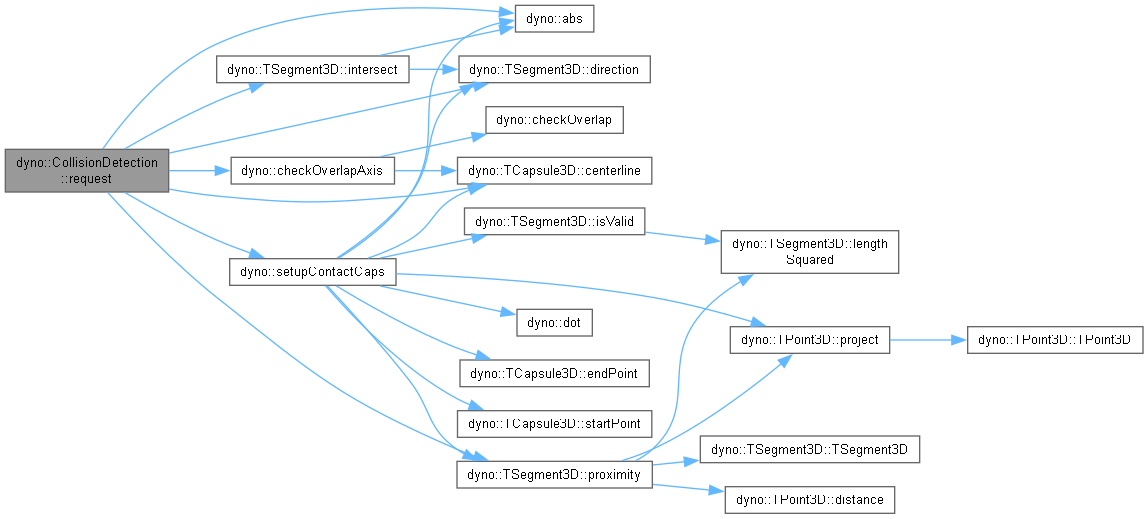 dyno::abs
dyno::TSegment3D::intersect
dyno::TSegment3D::direction
dyno::checkOverlap
dyno::CollisionDetection
::request
dyno::checkOverlapAxis
dyno::TCapsule3D::centerline
dyno::TSegment3D::isValid
dyno::TSegment3D::length
Squared
dyno::setupContactCaps
dyno::dot
dyno::TPoint3D::project
dyno::TPoint3D::TPoint3D
dyno::TCapsule3D::endPoint
dyno::TCapsule3D::startPoint
dyno::TSegment3D::TSegment3D
dyno::TSegment3D::proximity
dyno::TPoint3D::distance